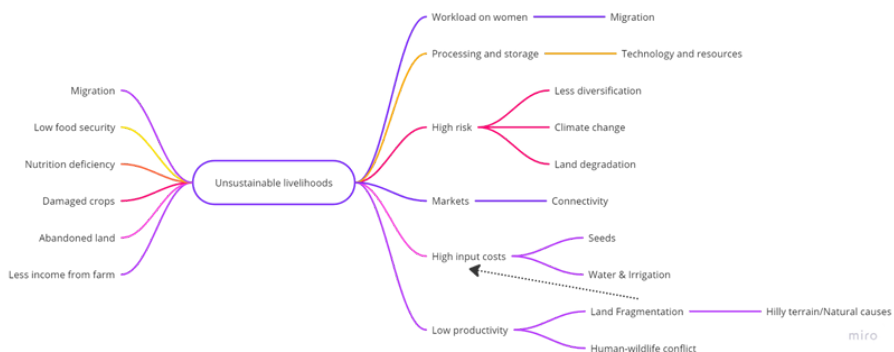 Workload on women
Migration
Processing and storage
Technology and resources
Migration
Less diversification
Low food security
High risk
Climate change
Nutrition deficiency
Land degradation
Unsustainable livelihoods
Damaged crops
Markets
Connectivity
Abandoned land
Seeds
High input costs
Less income from farm
Water & Irrigation
Land Fragmentation
Hilly terrain/Natural causes
Low productivity
Human-wildlife conflict
miro